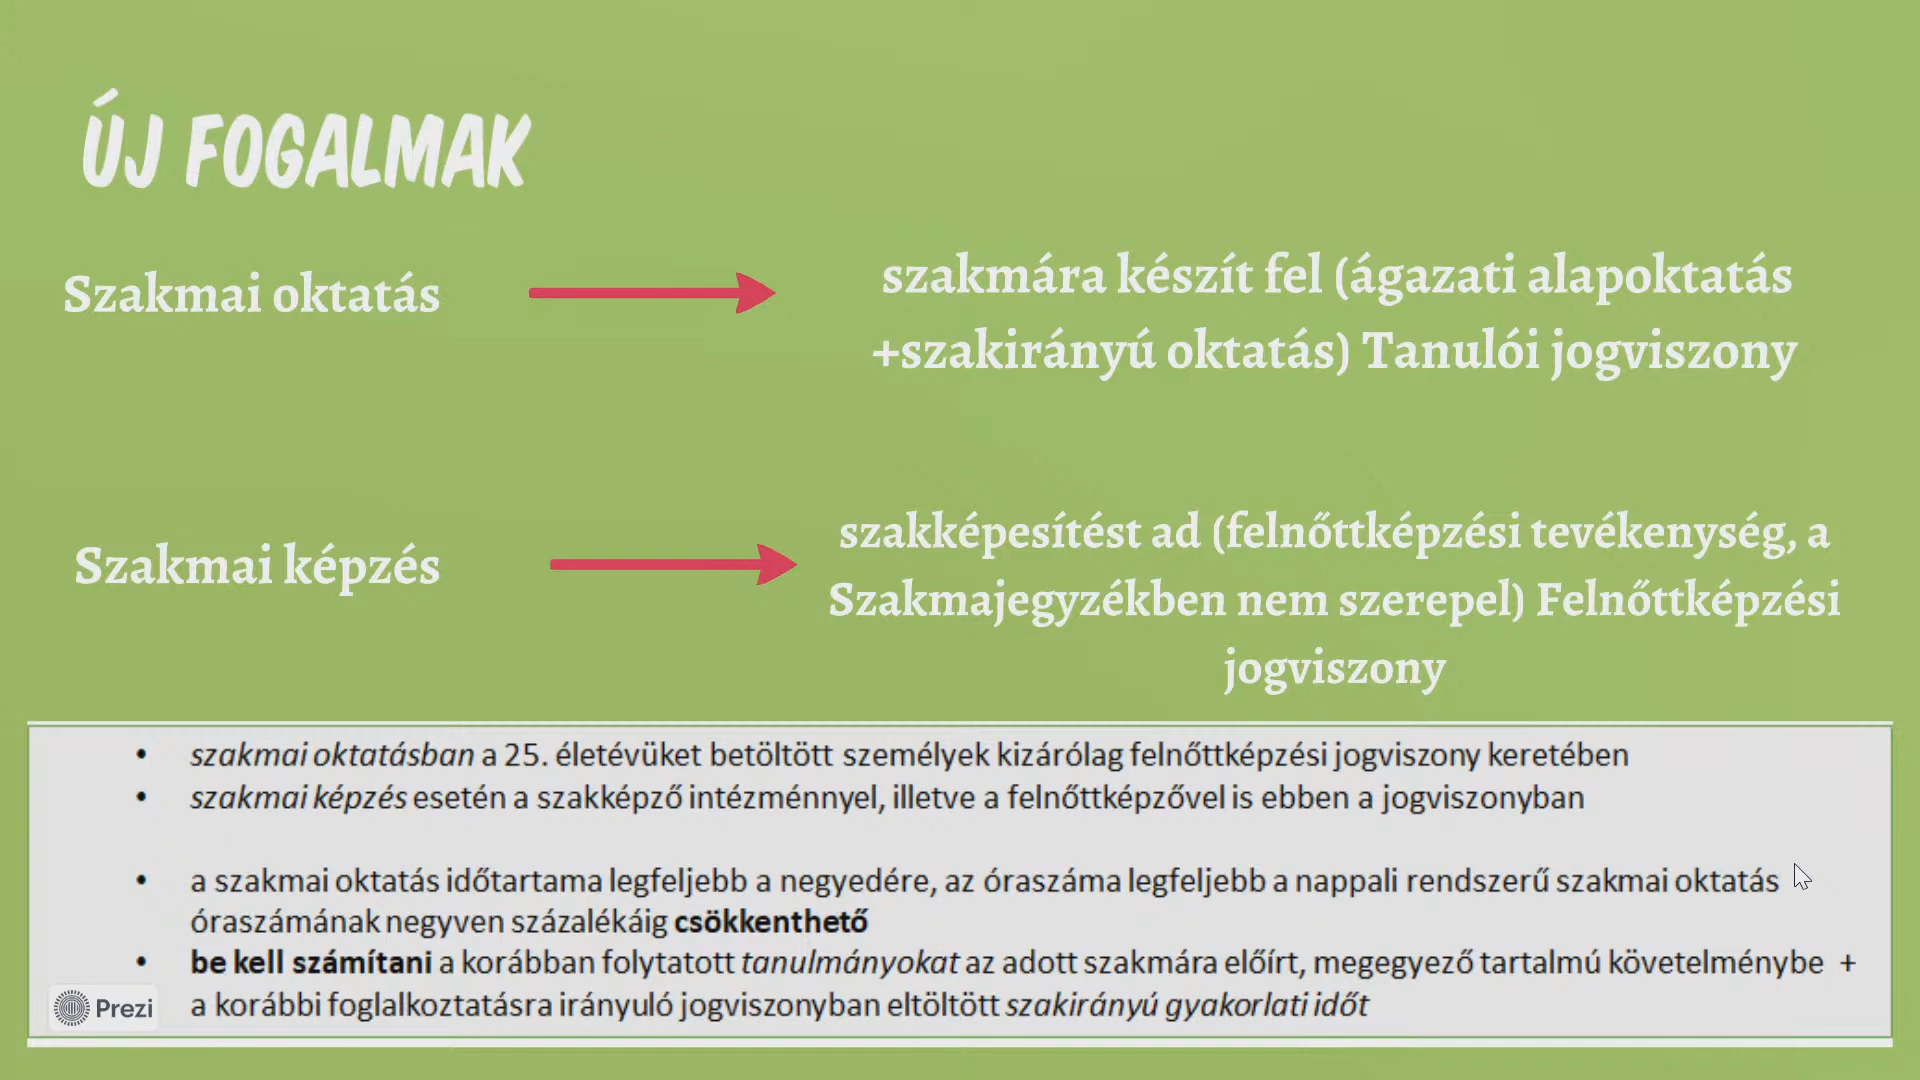 ÚJ FOGALMAK
Szakmai oktatás
szakmára készít fel (ágazati alapoktatás
+szakirányú oktatás) Tanulói jogviszony
Szakmai képzés
szakképesítést ad (felnőttképzési tevékenység, a
Szakmajegyzékben nem szerepel) Felnőttképzési
jogviszony
• szakmai oktatásban a 25. életévüket betöltött személyek kizárólag felnőttképzési jogviszony keretében
• szakmai képzés esetén a szakképző intézménnyel, illetve a felnőttképzővel is ebben a jogviszonyban
• a szakmai oktatás időtartama legfeljebb a negyedére, az óraszáma legfeljebb a nappali rendszerű szakmai oktatás
óraszámának negyven százalékáig csökkenthető
• be kell számítani a korábban folytatott tanulmányokat az adott szakmára előírt, megegyező tartalmú követelménybe +
a korábbi foglalkoztatásra irányuló jogviszonyban eltöltött szakirányú gyakorlati időt
Prezi